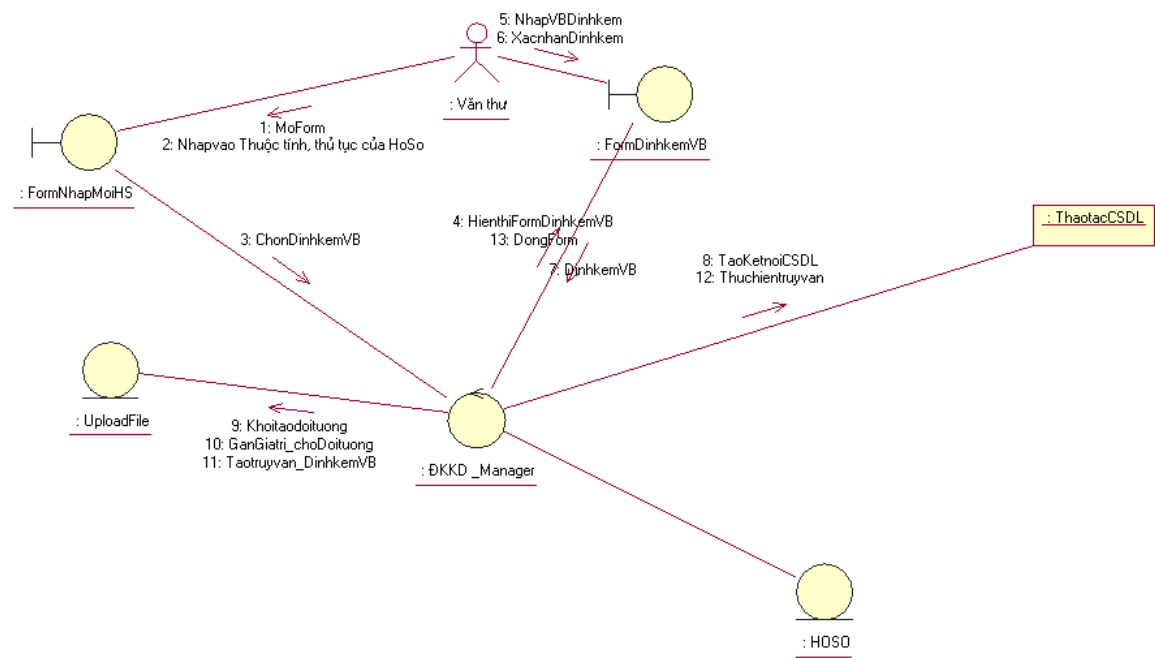 5: NhapVBDinhkem
6: XacnhanDinhkem
: Văn thư
1: MoForm
2: Nhapvao Thuộc tính, thủ tục của HoSo
: FormDinhkemVB
: FormNhapMoiHS
: ThaotacCSDL
4: HienthiFormDinhkemVB
13: DongForm
3: ChonDinhkemVB
7: DinhkemVB
8: TaoKetnoiCSDL
12: Thuchientruyvan
: UploadFile
9: Khoitaodoituong
10: GanGiatri_choDoituong
11: Taotruyvan_DinhkemVB
: ĐKKD _Manager
: HOSO